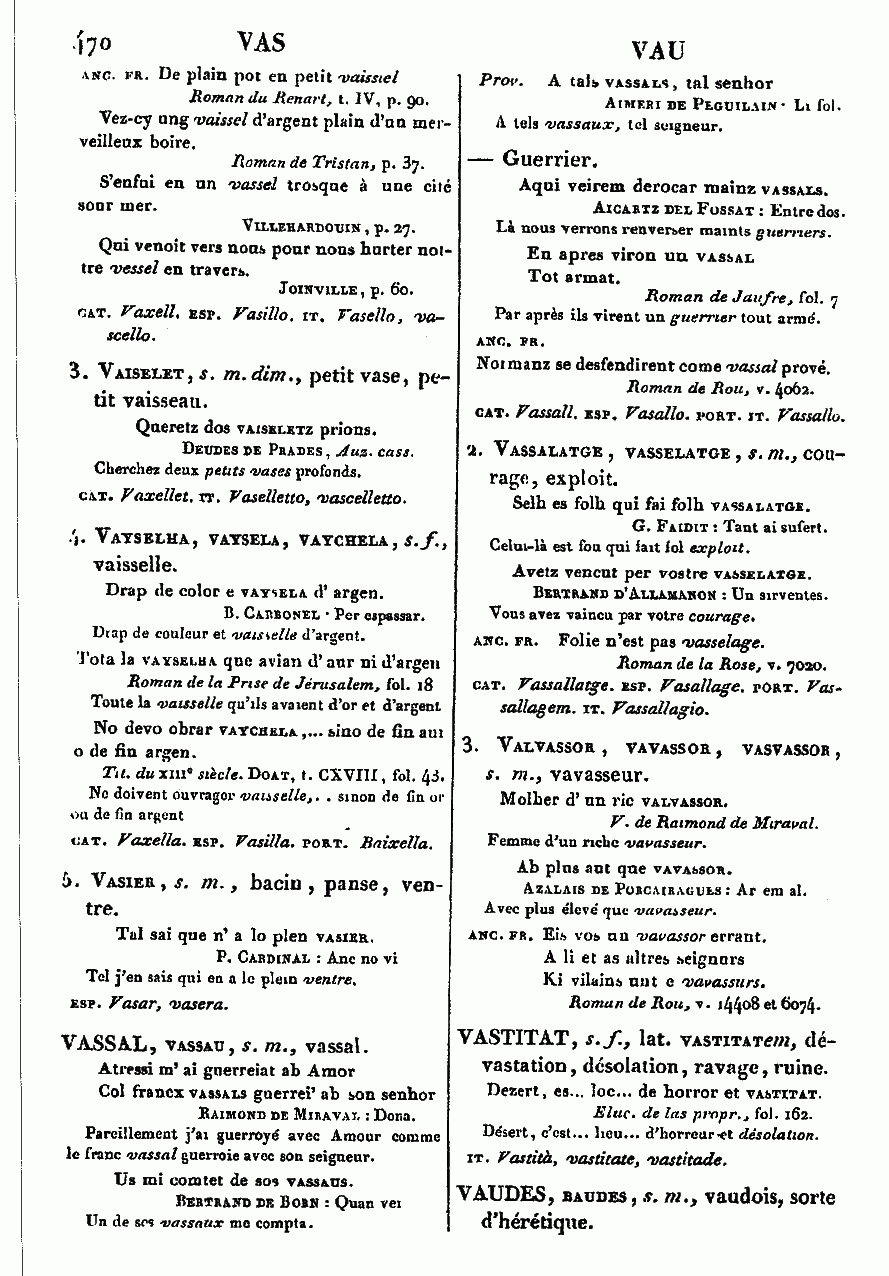 470 VAS
ANC. FR. De plain pot en petit vaissiel
Roman du Renart, t. IV, p. 90.
Vez-cy ung vaissel d'argent plain d'un mer-
veilleux boire.
Roman de Tristan, p. 37.
S'enfui en un vassel trosque à une cité
sour mer.
VILLEHARDOUIN, p. 27.
Qui venoit vers nous pour nous hurter not-
tre vessel en travers.
JOINVILLE, p. 60.
CAT. Vaxell. ESP. Vasillo. IT. Vasello, va-
scello.
3. VAISELET, s. m. dim., petit vase, pe-
tit vaisseau.
Queretz dos VAISELETZ prions.
DEUDES DE PRADES, Auz. cass.
Cherchez deux petits vases profonds.
CAT. Vaxellet. IT. Vaselletto, vascelletto.
4. VAYSELHA, VAYSELA, VAYCHELA, s. f.,
vaisselle.
Drap de color e VAYSELA d' argen.
B. CARBONEL : Per espassar.
Drap de couleur et vaisselle d'argent.
Tota la VAYSELHA que avian d' aur ni d'argen
Roman de la Prise de Jérusalem, fol. 18
Toute la vaisselle qu'ils avaient d'or et d'argent
No devo obrar VAYCHELA,... sino de fin aur
o de fin argen.
Tit. du XIIIe siècle. DOAT, t. CXVIII, fol. 43.
Ne doivent ouvrager vaisselle,. . sinon de fin or
ou de fin argent
CAT. Vaxella. ESP. Vasilla. PORT. Baixella.
5. VASIER, s. m., bacin, panse, ven-
tre.
Tal sai que n' a lo plen VASIER.
P. CARDINAL : Anc no vi
Tel j'en sais qui en a le plein ventre.
ESP. Vasar, vasera.
VASSAL, VASSAU, s. m., vassal.
Atressi m' ai guerreiat ab Amor
Col francx VASSALS guerrei' ab son senhor
RAIMOND DE MIRAVAL : Dona.
Pareillement j'ai guerroyé avec Amour comme
le franc vassal guerroie avec son seigneur.
Us mi comtet de sos VASSAUS.
BERTRAND DE BORN : Quan vei
Un de ses vassaux me compta.
VAU
Prov. A tals VASSALS, tal senhor
AIMERI DE PEGUILAIN : Li fol.
A tels vassaux, tel seigneur.
— Guerrier.
Aqui veirem derocar mainz VASSALS.
AICARTZ DEL FOSSAT : Entre dos.
Là nous verrons renverser maints guerriers.
En apres viron un VASSAL
Tot armat.
Roman de Jaufre, fol. 7
Par après ils virent un guerrier tout armé.
ANC. FR.
Normanz se desfendirent come vassal prové.
Roman de Rou, v. 4062.
CAT. Vassall. ESP. Vasallo. PORT. IT. Vassallo.
2. VASSALATGE, VASSELATGE, s. m., cou-
rage, exploit.
Selh es folh qui fai folh VASSALATGE.
G. FAIDIT : Tant ai sufert.
Celui-là est fou qui fait fol exploit.
Avetz vencut per vostre VASSELATGE.
BERTRAND D'ALLAMANON : Un sirventes.
Vous avez vaincu par votre courage.
ANC. FR. Folie n'est pas vasselage.
Roman de la Rose, v. 7020.
CAT. Vassallatge. ESP. Vasallage. PORT. Vas-
sallagem. IT. Vassallagio.
3. VALVASSOR, VAVASSOR, VASVASSOR,
s. m., vavasseur.
Molher d' un ric VALVASSOR.
V. de Raimond de Miraval.
Femme d'un riche vavasseur.
Ab plus aut que VAVASSOR.
AZALAIS DE PORCAIRAGUES : Ar em al.
Avec plus élevé que vavasseur.
ANC. FR. Eis vos un vavassor errant.
A li et as altres seignors
Ki vilains unt e vavassurs.
Roman de Rou, v. 14408 et 6074.
VASTITAT, s. f., lat. VASTITATem, dé-
vastation, désolation, ravage, ruine.
Dezert, es... loc... de horror et VASTITAT.
Eluc. de las propr., fol. 162.
Désert, c'est... lieu... d'horreur et désolation.
IT. Vastità, vastitate, vastitade.
VAUDES, BAUDES, s. m., vaudois, sorte
d'hérétique.